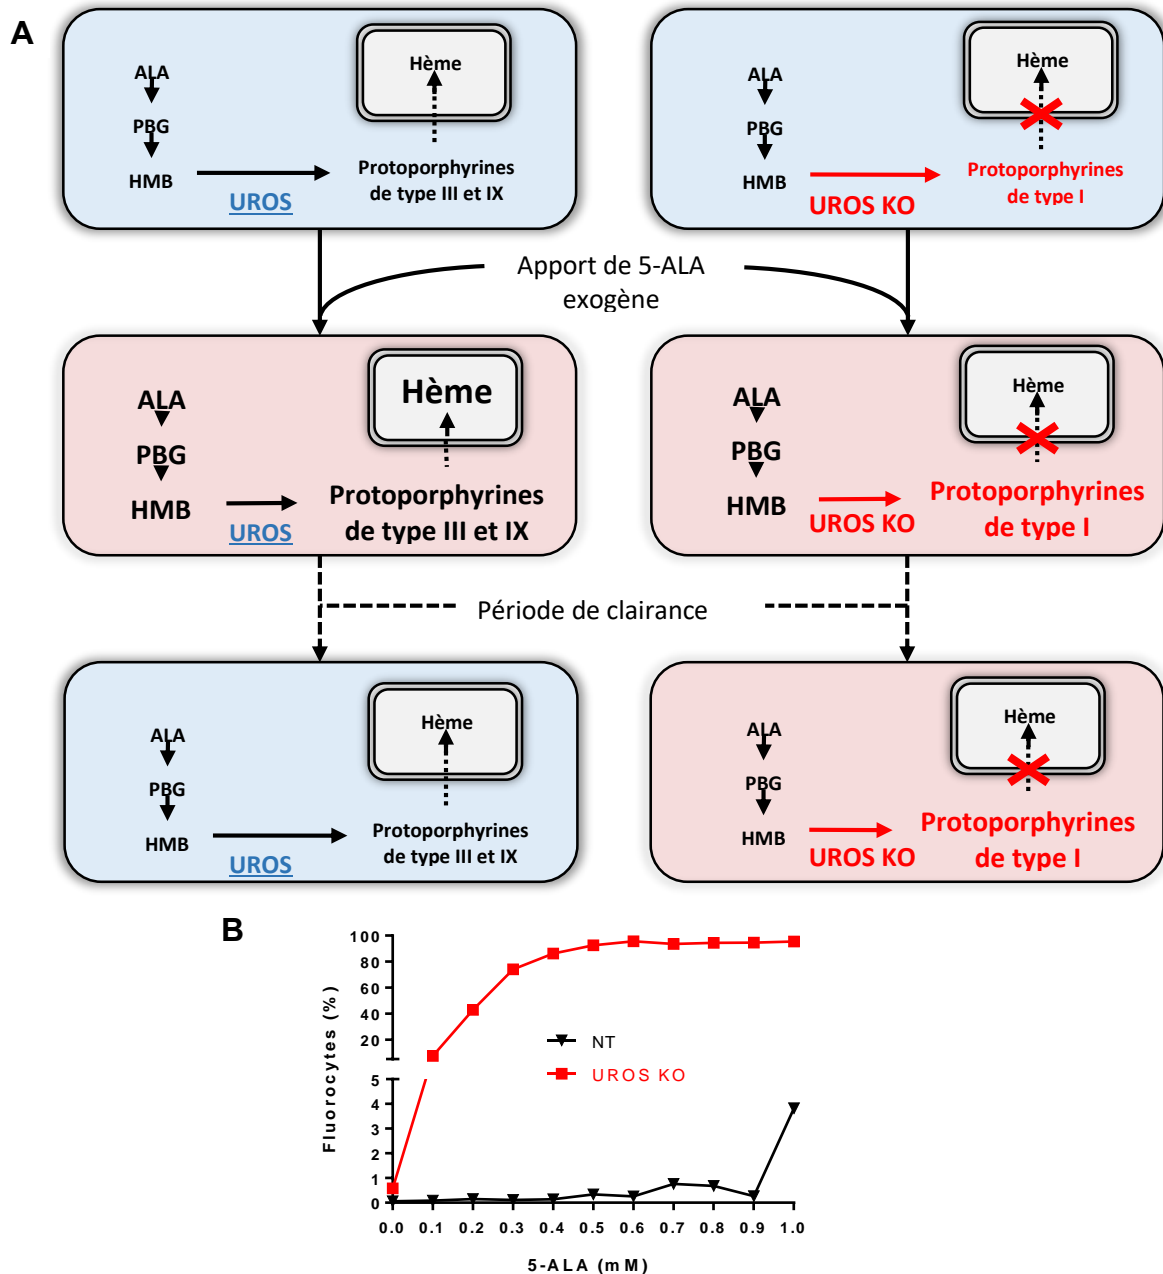 A
ALA
PBG
HMB
UROS
Hème
Protoporphyrines
de type III et IX
ALA
PBG
HMB
UROS KO
Hème
Protoporphyrines
de type I
Apport de 5-ALA
exogène
ALA
PBG
HMB
UROS
Hème
Protoporphyrines
de type III et IX
ALA
PBG
HMB
UROS KO
Hème
Protoporphyrines
de type I
Période de clairance
ALA
PBG
HMB
UROS
Hème
Protoporphyrines
de type III et IX
ALA
PBG
HMB
UROS KO
Hème
Protoporphyrines
de type I
B
Fluorocytes (%)
100
80
60
40
20
5
4
3
2
1
0
NT
UROS KO
0.0 0.1 0.2 0.3 0.4 0.5 0.6 0.7 0.8 0.9 1.0
5-ALA (mM)